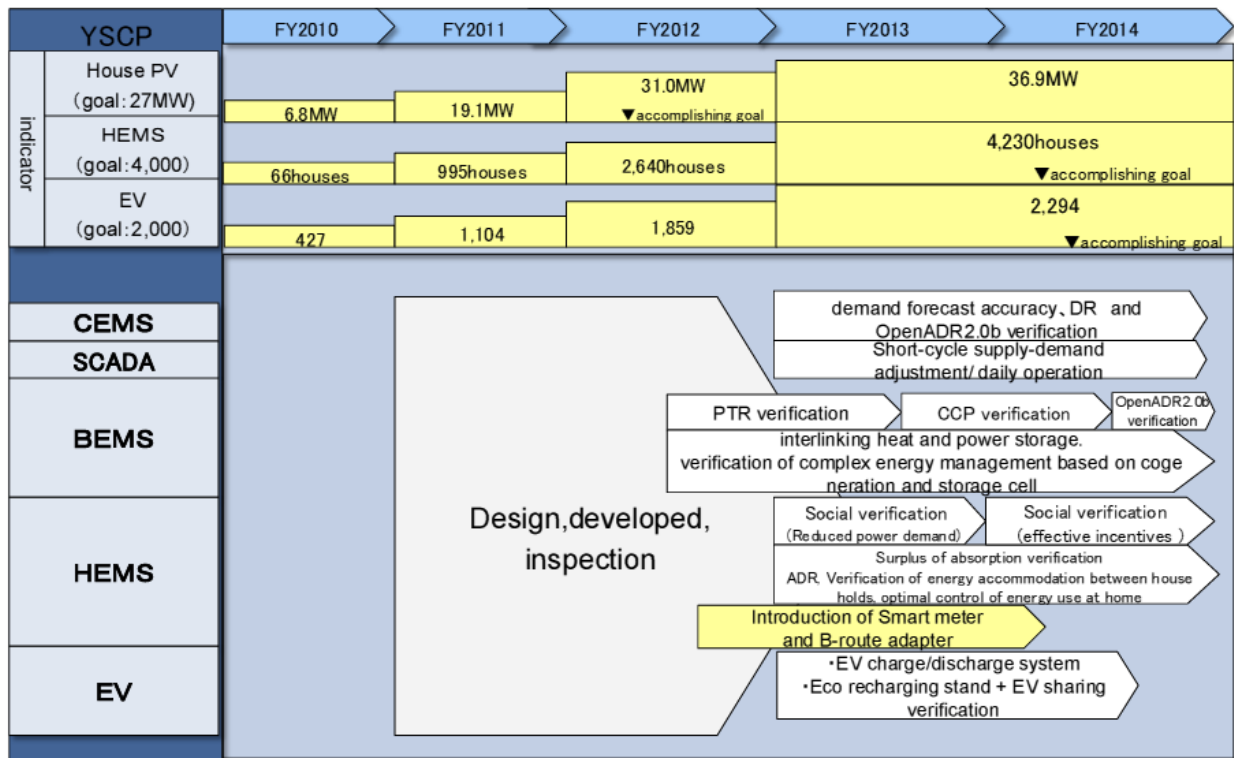 YSCP
FY2010
FY2011
FY2012
FY2013
FY2014
indicator
House PV
(goal:27MW)
6.8MW
19.1MW
31.0MW
▼accomplishing goal
36.9MW
HEMS
(goal:4,000)
66houses
995houses
2,640houses
4,230houses
▼accomplishing goal
EV
(goal:2,000)
427
1,104
1,859
2,294
▼accomplishing goal
CEMS
demand forecast accuracy、DR and
OpenADR2.0b verification
SCADA
Short-cycle supply-demand
adjustment/ daily operation
BEMS
PTR verification
CCP verification
OpenADR2.0b
verification
interlinking heat and power storage.
verification of complex energy management based on coge
neration and storage cell
Design,developed,
inspection
HEMS
Social verification
(Reduced power demand)
Social verification
(effective incentives )
Surplus of absorption verification
ADR, Verification of energy accommodation between house
holds, optimal control of energy use at home
Introduction of Smart meter
and B-route adapter
EV
・EV charge/discharge system
・Eco recharging stand + EV sharing
verification